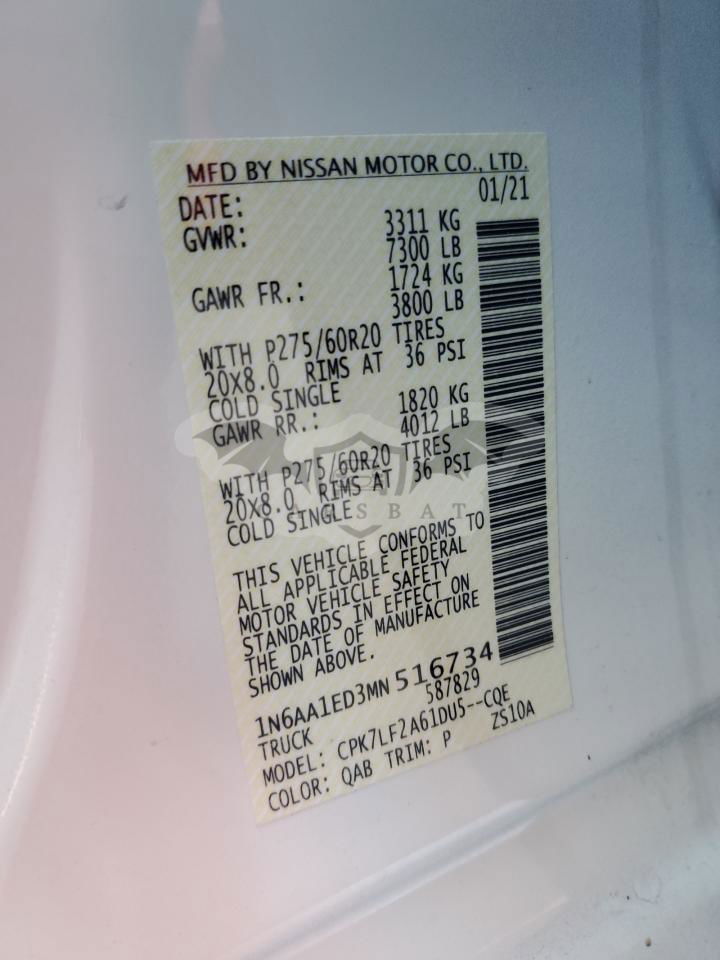 MFD BY NISSAN MOTOR CO., LTD.
DATE: 01/21
GVWR: 3311 KG
7300 LB
GAWR FR.: 1724 KG
3800 LB
WITH P275/60R20 TIRES
20X8.0 RIMS AT 36 PSI
COLD SINGLE
GAWR RR.: 1820 KG
4012 LB
WITH P275/60R20 TIRES
20X8.0 RIMS AT 36 PSI
COLD SINGLE
THIS VEHICLE CONFORMS TO
ALL APPLICABLE FEDERAL
MOTOR VEHICLE SAFETY
STANDARDS IN EFFECT ON
THE DATE OF MANUFACTURE
SHOWN ABOVE.
1N6AA1ED3MN 516734
TRUCK 587829
MODEL: CPK7LF2A61DU5--CQE
COLOR: QAB TRIM: P ZS10A